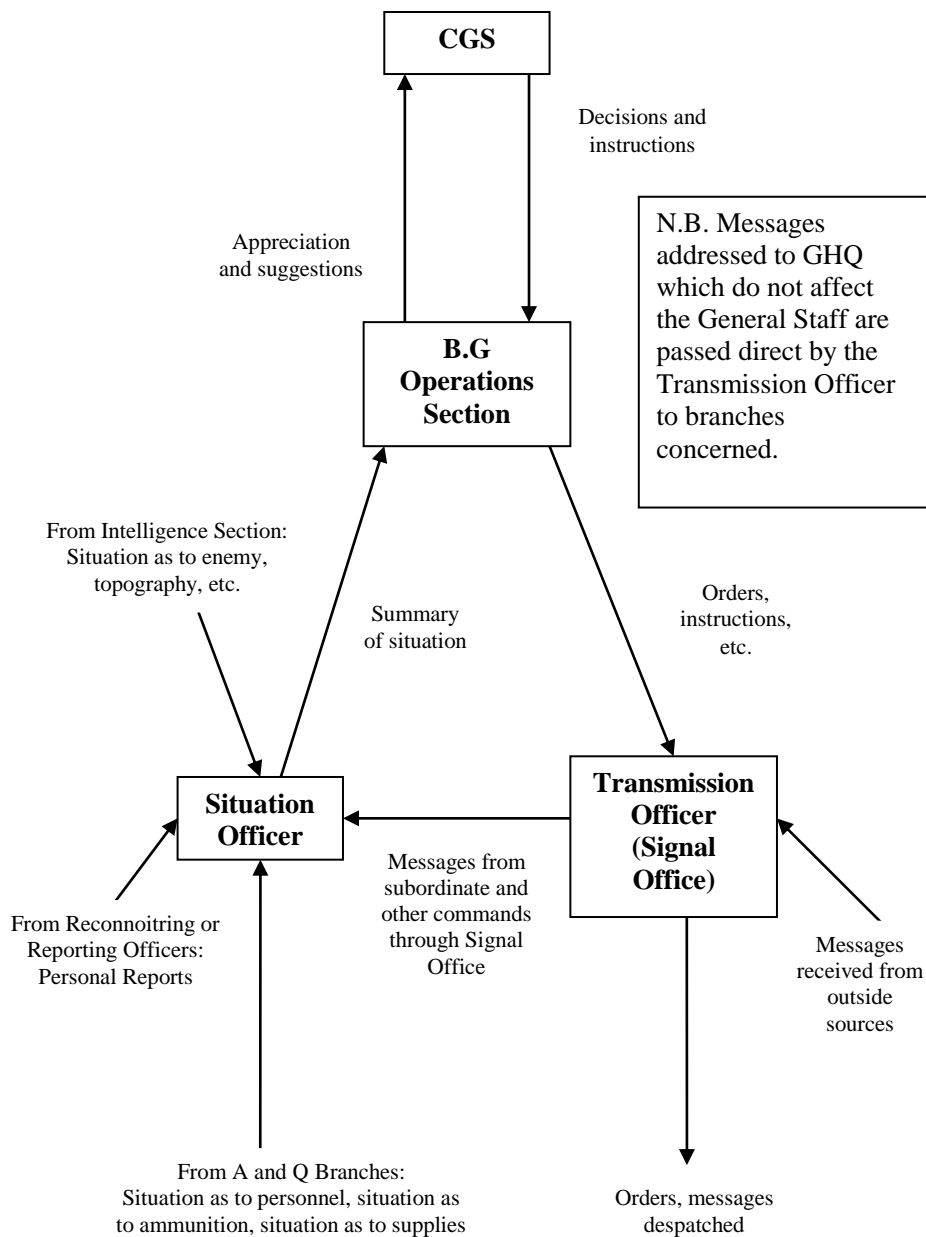 CGS
Decisions and
instructions
Appreciation
and suggestions
N.B. Messages
addressed to GHQ
which do not affect
the General Staff are
passed direct by the
Transmission Officer
to branches
concerned.
B.G
Operations
Section
From Intelligence Section:
Situation as to enemy,
topography, etc.
Summary
of situation
Orders,
instructions,
etc.
Situation
Officer
Transmission
Officer
(Signal
Office)
Messages from
subordinate and
other commands
through Signal
Office
From Reconnoitring or
Reporting Officers:
Personal Reports
Messages
received from
outside
sources
From A and Q Branches:
Situation as to personnel, situation as
to ammunition, situation as to supplies
Orders, messages
despatched